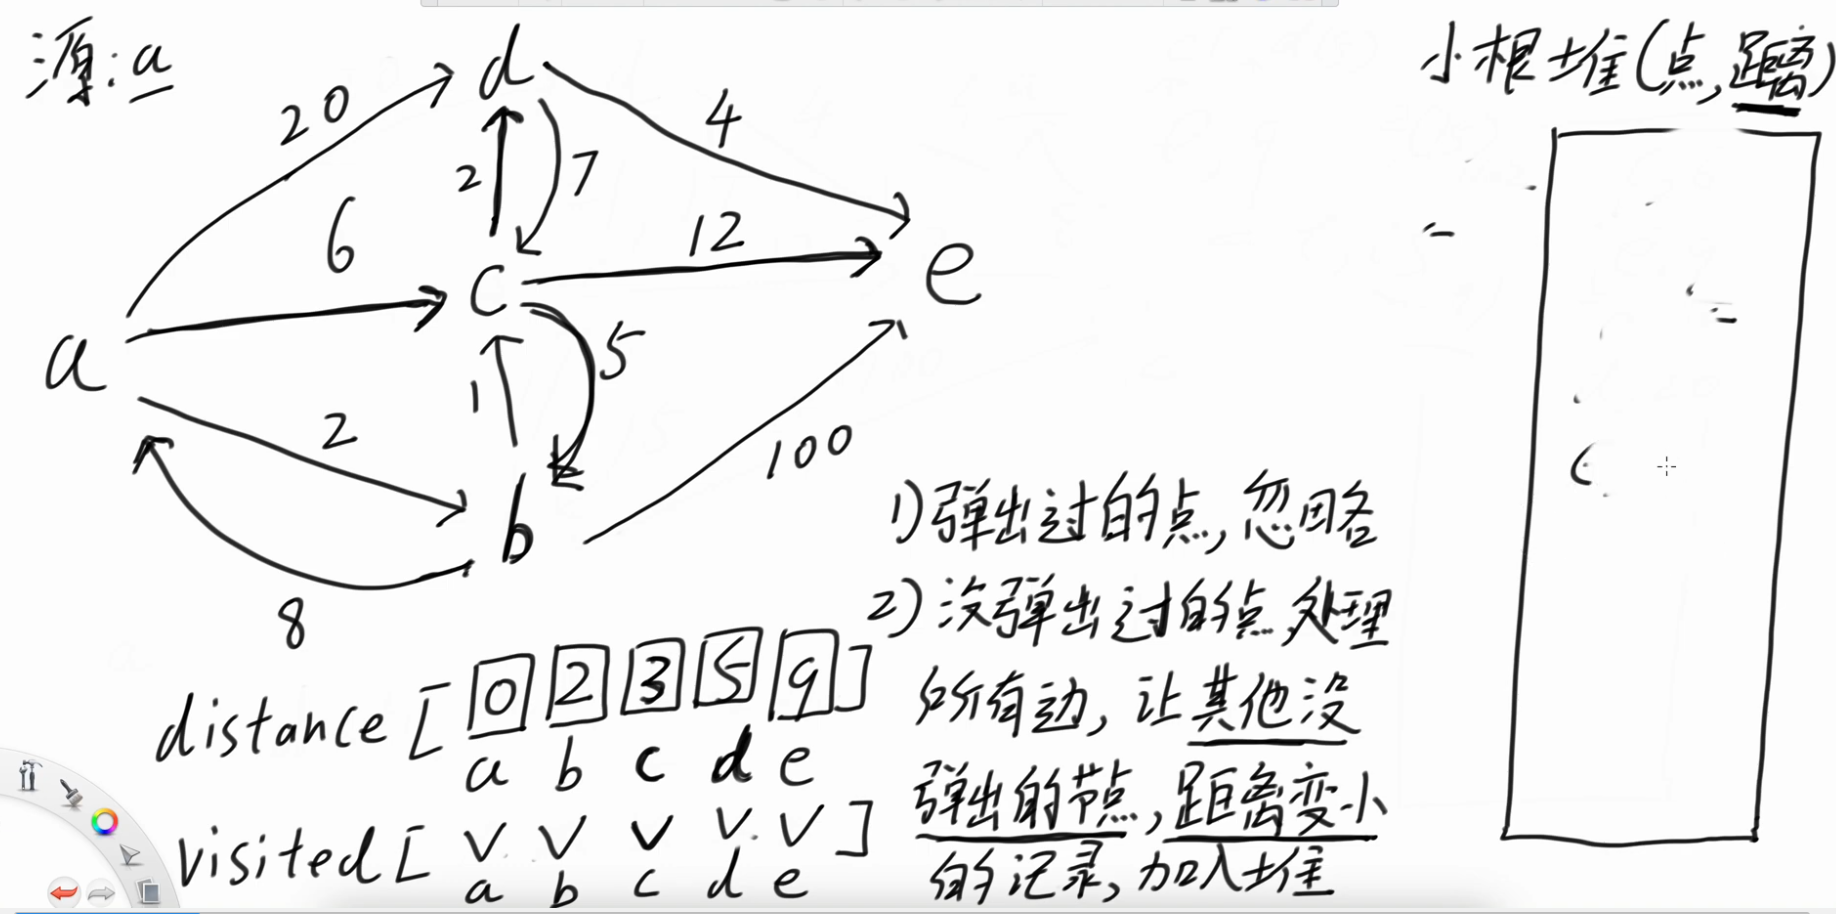 源:a
小根堆(点,距离)
d
20
4
2
7
6
12
c
e
a
5
1
2
100
b
8
1)弹出过的点,忽略
2)没弹出过的点,处理
所有边,让其他没
弹出的节点,距离变小
的记录,加入堆
distance [ 0 2 3 5 9 ]
a b c d e
visited [ v v v v v ]
a b c d e